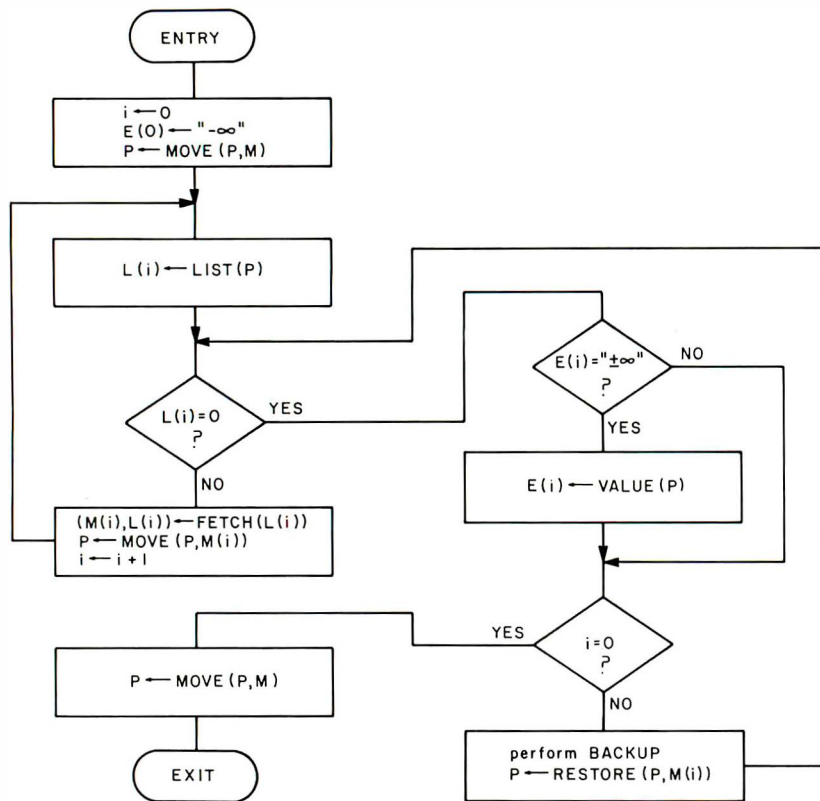 ENTRY
i ← 0
E(0) ← "-∞"
P ← MOVE(P,M)
L(i) ← LIST(P)
L(i)=0
?
YES
NO
(M(i),L(i)) ← FETCH(L(i))
P ← MOVE(P,M(i))
i ← i+1
E(i)="±∞"
?
NO
YES
E(i) ← VALUE(P)
i=0
?
YES
NO
perform BACKUP
P ← RESTORE(P,M(i))
P ← MOVE(P,M)
EXIT